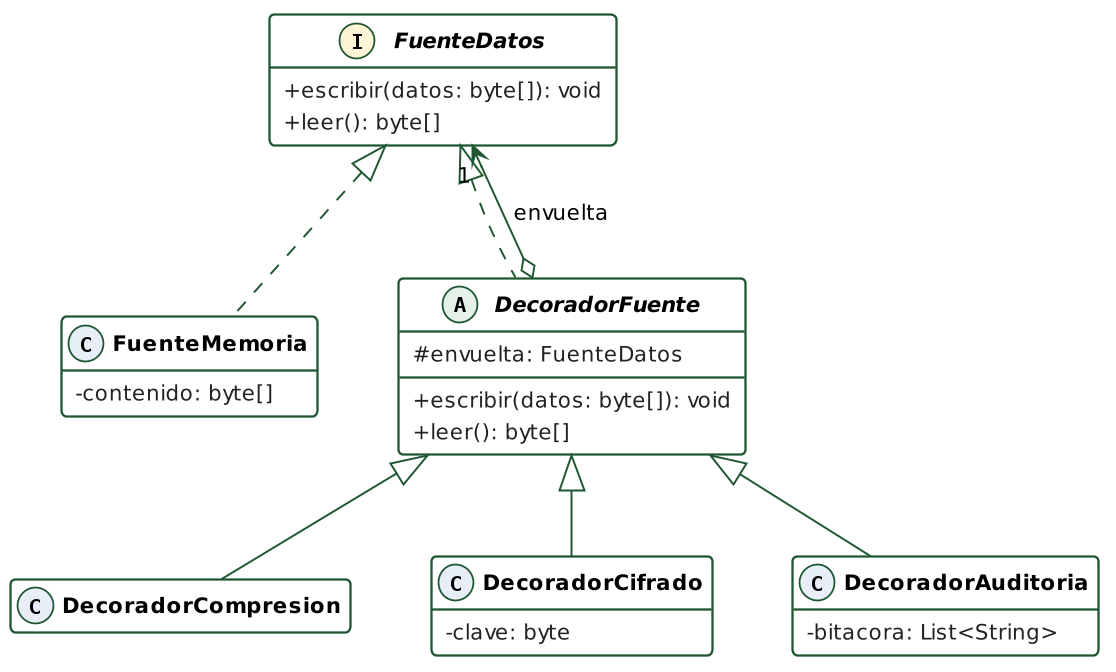 I FuenteDatos
+escribir(datos: byte[]): void
+leer(): byte[]
1
envuelta
A DecoradorFuente
#envuelta: FuenteDatos
+escribir(datos: byte[]): void
+leer(): byte[]
C FuenteMemoria
-contenido: byte[]
C DecoradorCompresion
C DecoradorCifrado
-clave: byte
C DecoradorAuditoria
-bitacora: List<String>